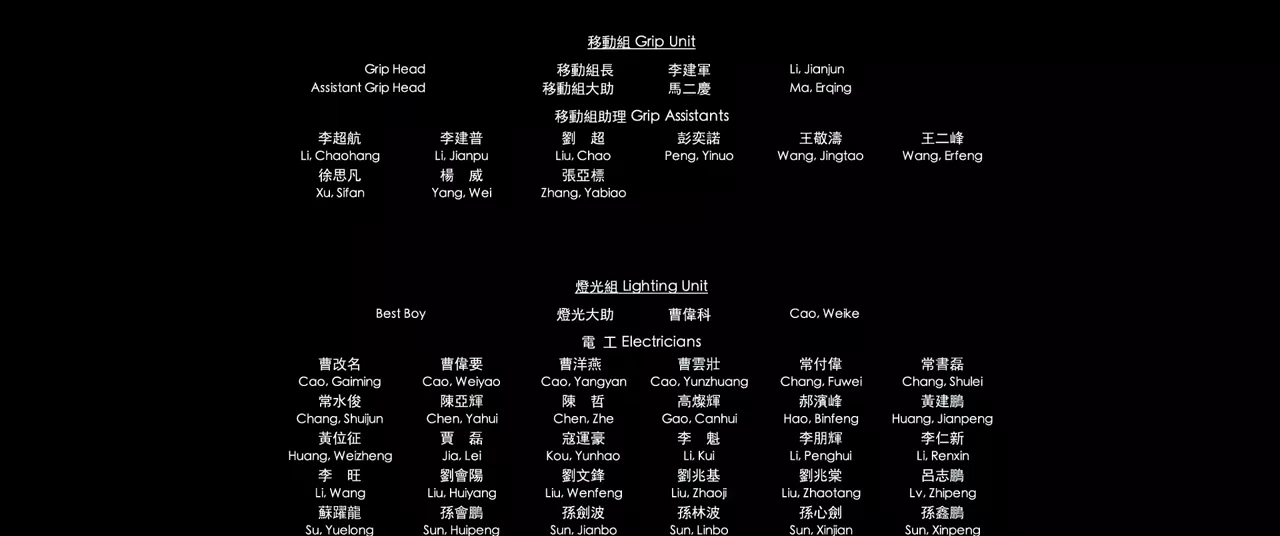 移動組 Grip Unit
Grip Head 移動組長 李建軍 Li, Jianjun
Assistant Grip Head 移動組大助 馬二慶 Ma, Erqing
移動組助理 Grip Assistants
李超航 李建普 劉 超 彭奕諾 王敬濤 王二峰
Li, Chaohang Li, Jianpu Liu, Chao Peng, Yinuo Wang, Jingtao Wang, Erfeng
徐思凡 楊 威 張亞標
Xu, Sifan Yang, Wei Zhang, Yabiao
燈光組 Lighting Unit
Best Boy 燈光大助 曹偉科 Cao, Weike
電 工 Electricians
曹改名 曹偉要 曹洋燕 曹雲壯 常付偉 常書磊
Cao, Gaiming Cao, Weiyao Cao, Yangyan Cao, Yunzhuang Chang, Fuwei Chang, Shulei
常水俊 陳亞輝 陳 哲 高燦輝 郝濱峰 黃建鵬
Chang, Shuijun Chen, Yahui Chen, Zhe Gao, Canhui Hao, Binfeng Huang, Jianpeng
黃位征 賈 磊 寇運豪 李 魁 李朋輝 李仁新
Huang, Weizheng Jia, Lei Kou, Yunhao Li, Kui Li, Penghui Li, Renxin
李 旺 劉會陽 劉文鋒 劉兆基 劉兆棠 呂志鵬
Li, Wang Liu, Huiyang Liu, Wenfeng Liu, Zhaoji Liu, Zhaotang Lv, Zhipeng
蘇躍龍 孫會鵬 孫劍波 孫林波 孫心劍 孫鑫鵬
Su, Yuelong Sun, Huipeng Sun, Jianbo Sun, Linbo Sun, Xinjian Sun, Xinpeng